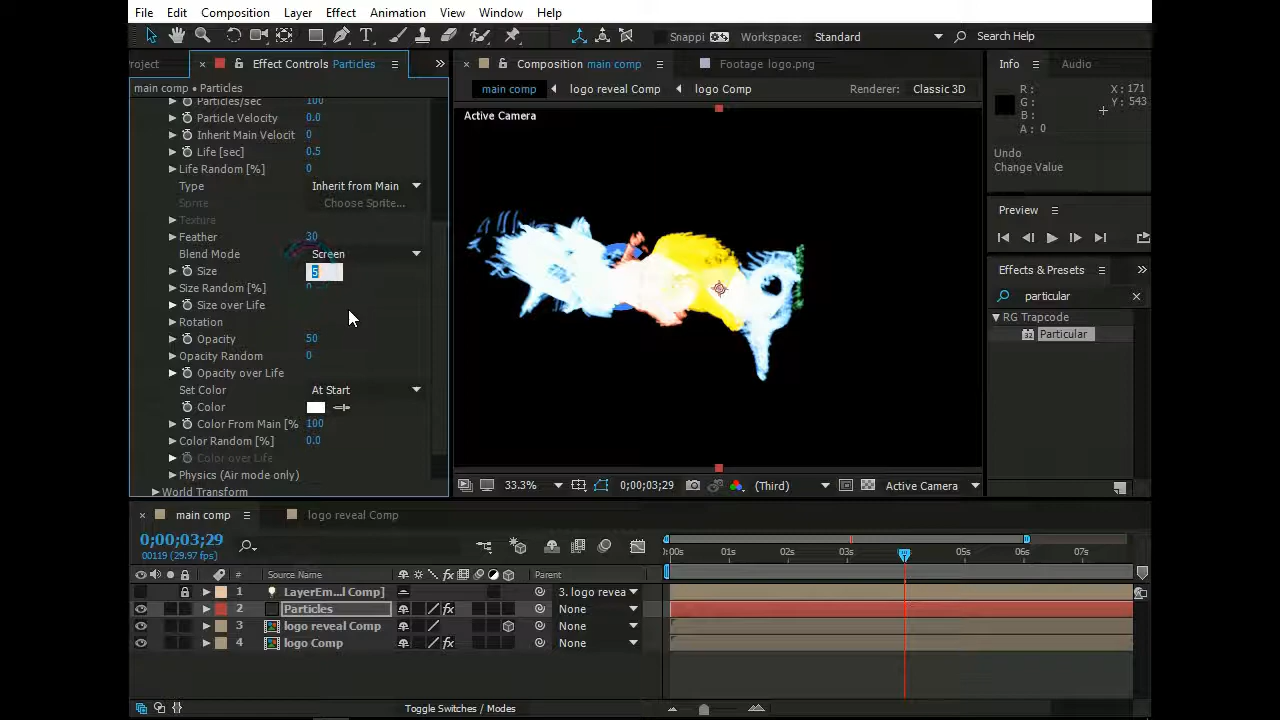 File Edit Composition Layer Effect Animation View Window Help
Snappi Workspace: Standard Search Help
roject Effect Controls Particles
main comp • Particles
Particles/sec 100
Particle Velocity 0.0
Inherit Main Velocit 0
Life [sec] 0.5
Life Random [%] 0
Type Inherit from Main
Sprite Choose Sprite...
Texture
Feather 30
Blend Mode Screen
Size 5
Size Random [%] 0
Size over Life
Rotation
Opacity 50
Opacity Random 0
Opacity over Life
Set Color At Start
Color
Color From Main [% 100
Color Random [%] 0.0
Color over Life
Physics (Air mode only)
World Transform
Composition main comp Footage logo.png
main comp logo reveal Comp logo Comp Renderer: Classic 3D
Active Camera
33.3% 0;00;03;29 (Third) Active Camera
Info Audio
R: X: 171
G: Y: 543
B:
A: 0
Undo
Change Value
Preview
Effects & Presets
particular
RG Trapcode
32 Particular
main comp logo reveal Comp
0;00;03;29
00119 (29.97 fps)
:00s 01s 02s 03s 05s 06s 07s
# Source Name fx Parent
1 LayerEm...l Comp] 3. logo revea
2 Particles fx None
3 logo reveal Comp None
4 logo Comp fx None
Toggle Switches / Modes